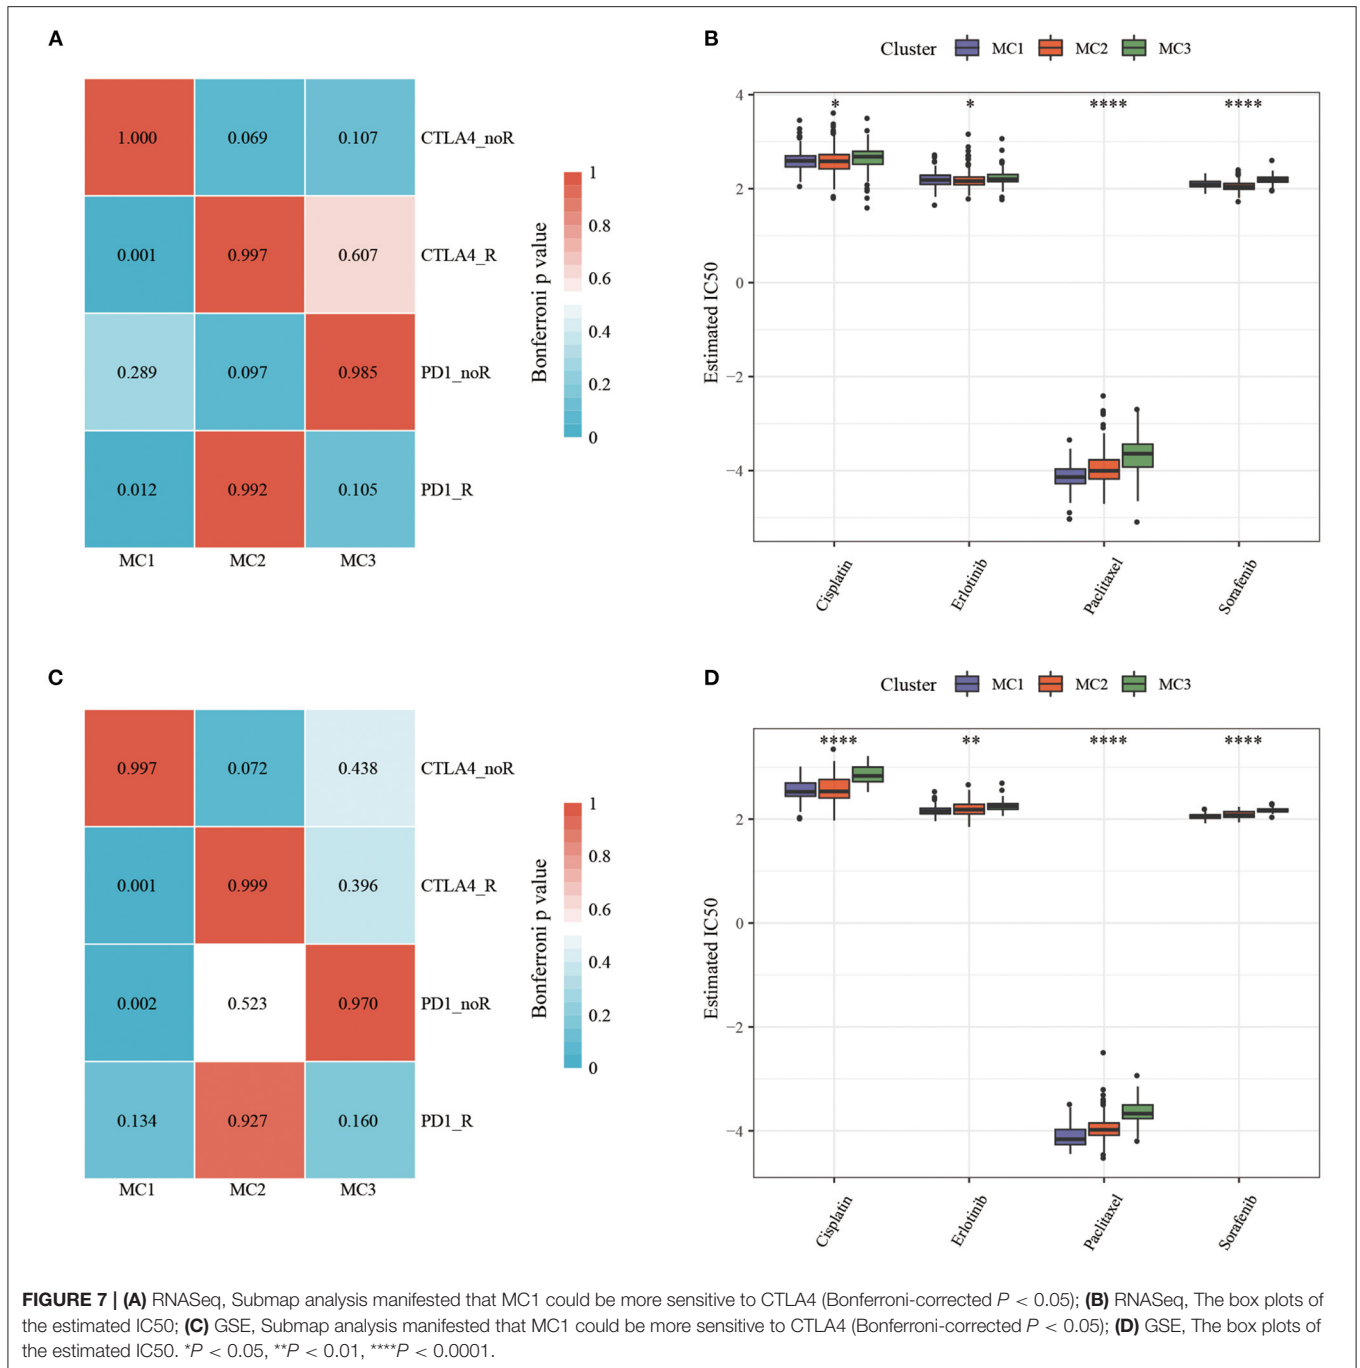 A
1.000 0.069 0.107 CTLA4_noR
0.001 0.997 0.607 CTLA4_R
0.289 0.097 0.985 PD1_noR
0.012 0.992 0.105 PD1_R
MC1 MC2 MC3
Bonferroni p value
1
0.8
0.6
0.4
0.2
0
B
Cluster MC1 MC2 MC3
* * **** ****
Estimated IC50
4
2
0
−2
−4
Cisplatin
Erlotinib
Paclitaxel
Sorafenib
C
0.997 0.072 0.438 CTLA4_noR
0.001 0.999 0.396 CTLA4_R
0.002 0.523 0.970 PD1_noR
0.134 0.927 0.160 PD1_R
MC1 MC2 MC3
Bonferroni p value
1
0.8
0.6
0.4
0.2
0
D
Cluster MC1 MC2 MC3
**** ** **** ****
Estimated IC50
2
0
−2
−4
Cisplatin
Erlotinib
Paclitaxel
Sorafenib
FIGURE 7 | (A) RNASeq, Submap analysis manifested that MC1 could be more sensitive to CTLA4 (Bonferroni-corrected P < 0.05); (B) RNASeq, The box plots of
the estimated IC50; (C) GSE, Submap analysis manifested that MC1 could be more sensitive to CTLA4 (Bonferroni-corrected P < 0.05); (D) GSE, The box plots of
the estimated IC50. *P < 0.05, **P < 0.01, ****P < 0.0001.